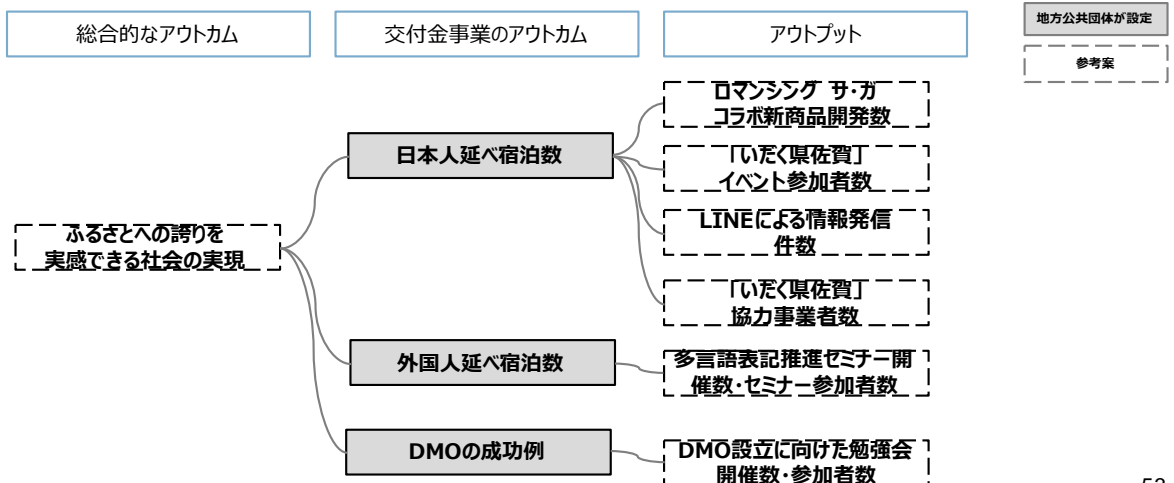 総合的なアウトカム
交付金事業のアウトカム
アウトプット
地方公共団体が設定
参考案
ロマンシング サ・ガ
コラボ新商品開発数
日本人延べ宿泊数
「いただく県佐賀」
イベント参加者数
LINEによる情報発信
件数
ふるさとへの誇りを
実感できる社会の実現
「いただく県佐賀」
協力事業者数
外国人延べ宿泊数
多言語表記推進セミナー開
催数・セミナー参加者数
DMOの成功例
DMO設立に向けた勉強会
開催数・参加者数